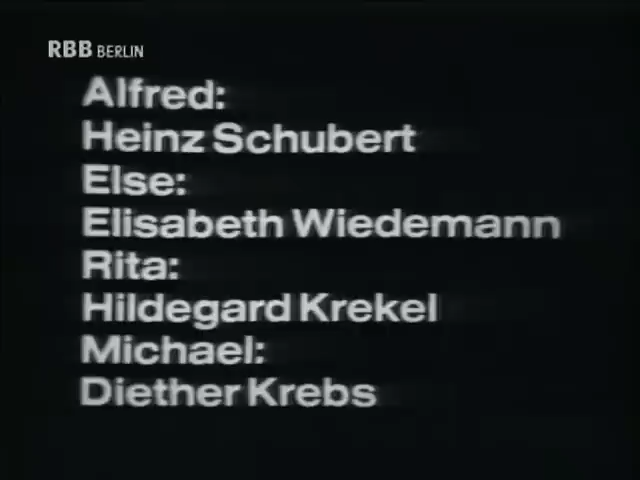 RBB BERLIN
Alfred:
Heinz Schubert
Else:
Elisabeth Wiedemann
Rita:
Hildegard Krekel
Michael:
Diether Krebs